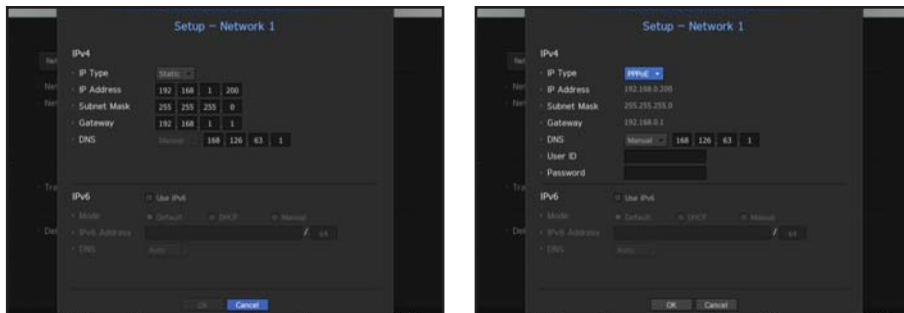 Setup – Network 1
IPv4
IP Type Static
IP Address 192 168 1 200
Subnet Mask 255 255 255 0
Gateway 192 168 1 1
DNS Manual 168 126 63 1
IPv6 Use IPv6
Mode Default DHCP Manual
IPv6 Address / 64
DNS Auto
OK Cancel
Setup – Network 1
IPv4
IP Type PPPoE
IP Address 192.168.0.200
Subnet Mask 255.255.255.0
Gateway 192.168.0.1
DNS Manual 168 126 63 1
User ID
Password
IPv6 Use IPv6
Mode Default DHCP Manual
IPv6 Address / 64
DNS Auto
OK Cancel